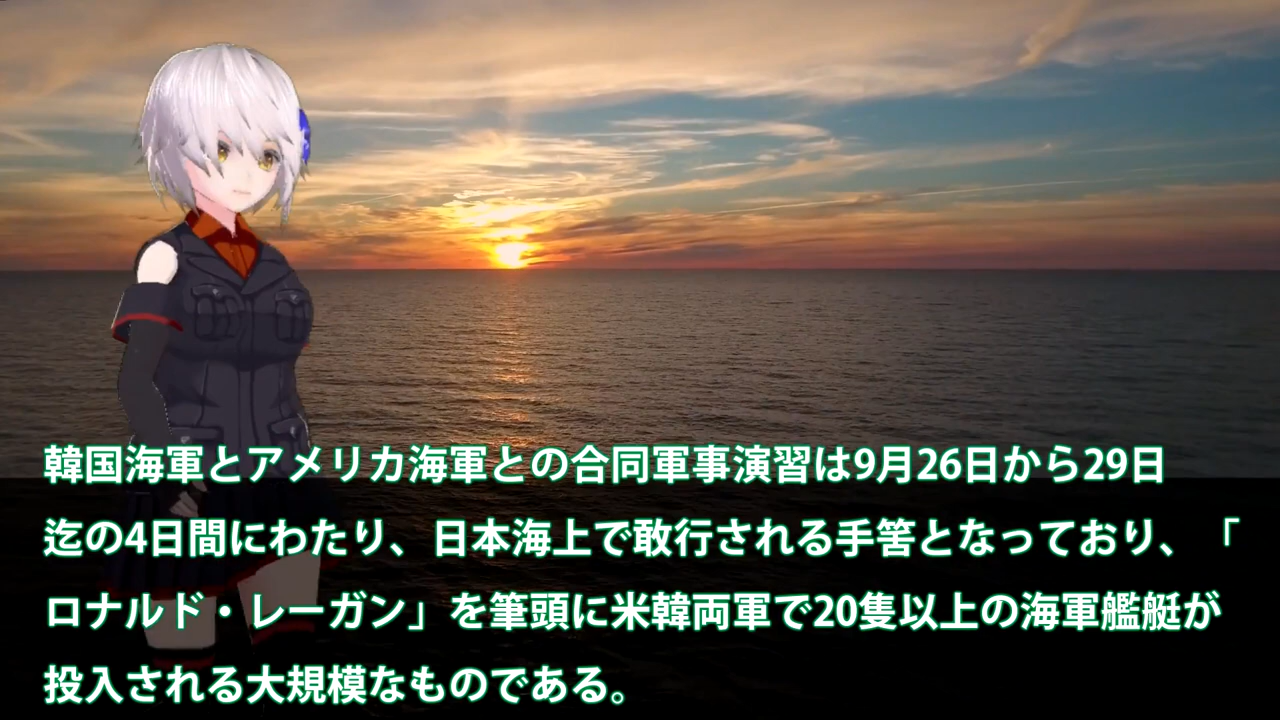 韓国海軍とアメリカ海軍との合同軍事演習は9月26日から29日
迄の4日間にわたり、日本海上で敢行される手筈となっており、「
ロナルド・レーガン」を筆頭に米韓両軍で20隻以上の海軍艦艇が
投入される大規模なものである。